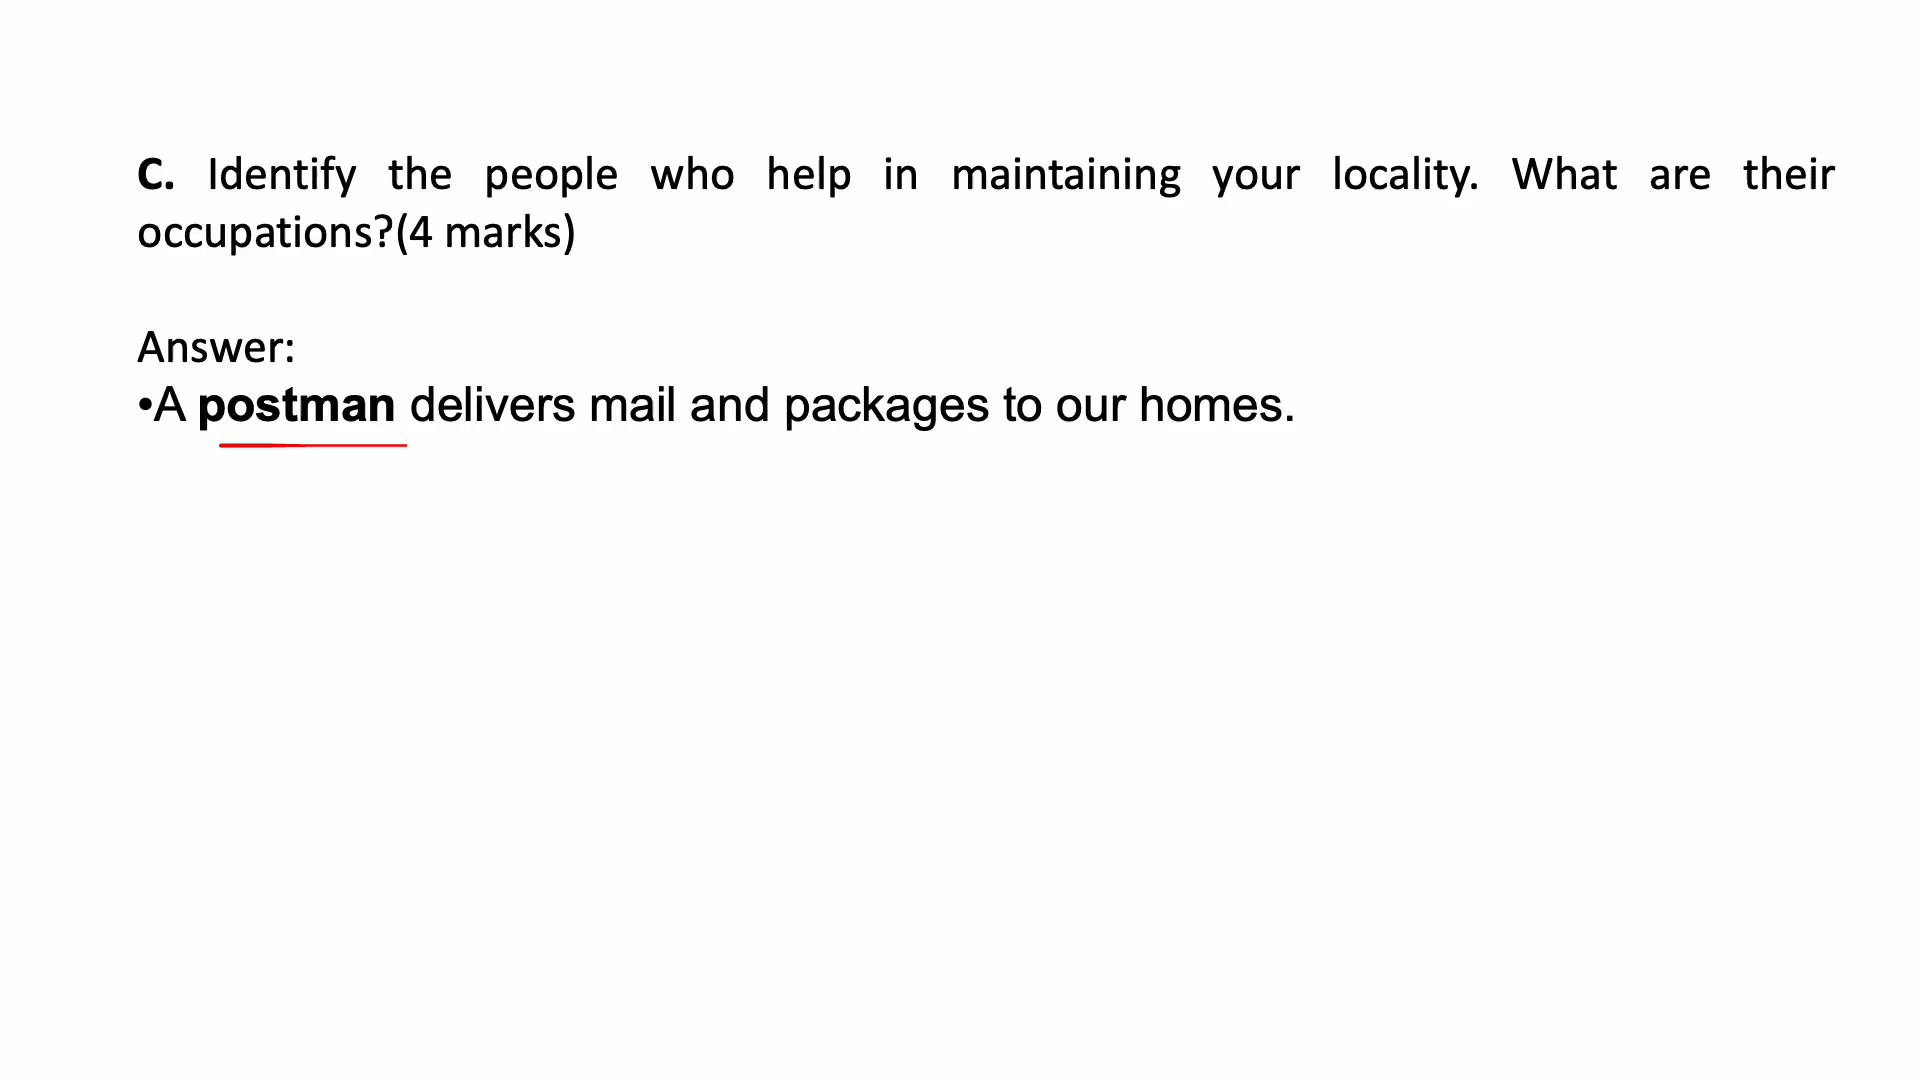 C. Identify the people who help in maintaining your locality. What are their
occupations?(4 marks)
Answer:
•A postman delivers mail and packages to our homes.